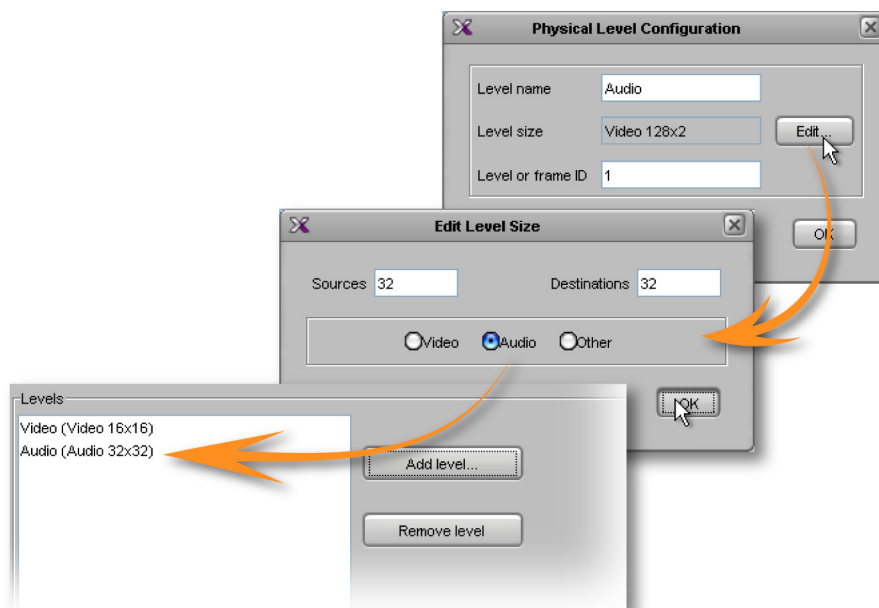 Physical Level Configuration
Level name Audio
Level size Video 128x2 Edit...
Level or frame ID 1
OK
Edit Level Size
Sources 32 Destinations 32
Video Audio Other
OK
Levels
Video (Video 16x16)
Audio (Audio 32x32)
Add level...
Remove level